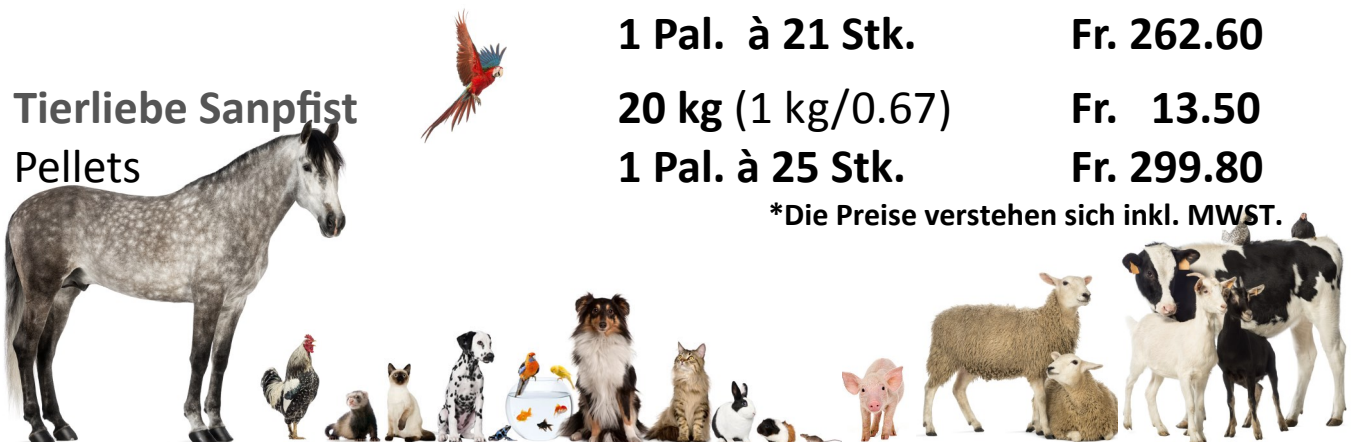 1 Pal. à 21 Stk. Fr. 262.60
Tierliebe Sanpfist 20 kg (1 kg/0.67) Fr. 13.50
Pellets 1 Pal. à 25 Stk. Fr. 299.80
*Die Preise verstehen sich inkl. MWST.